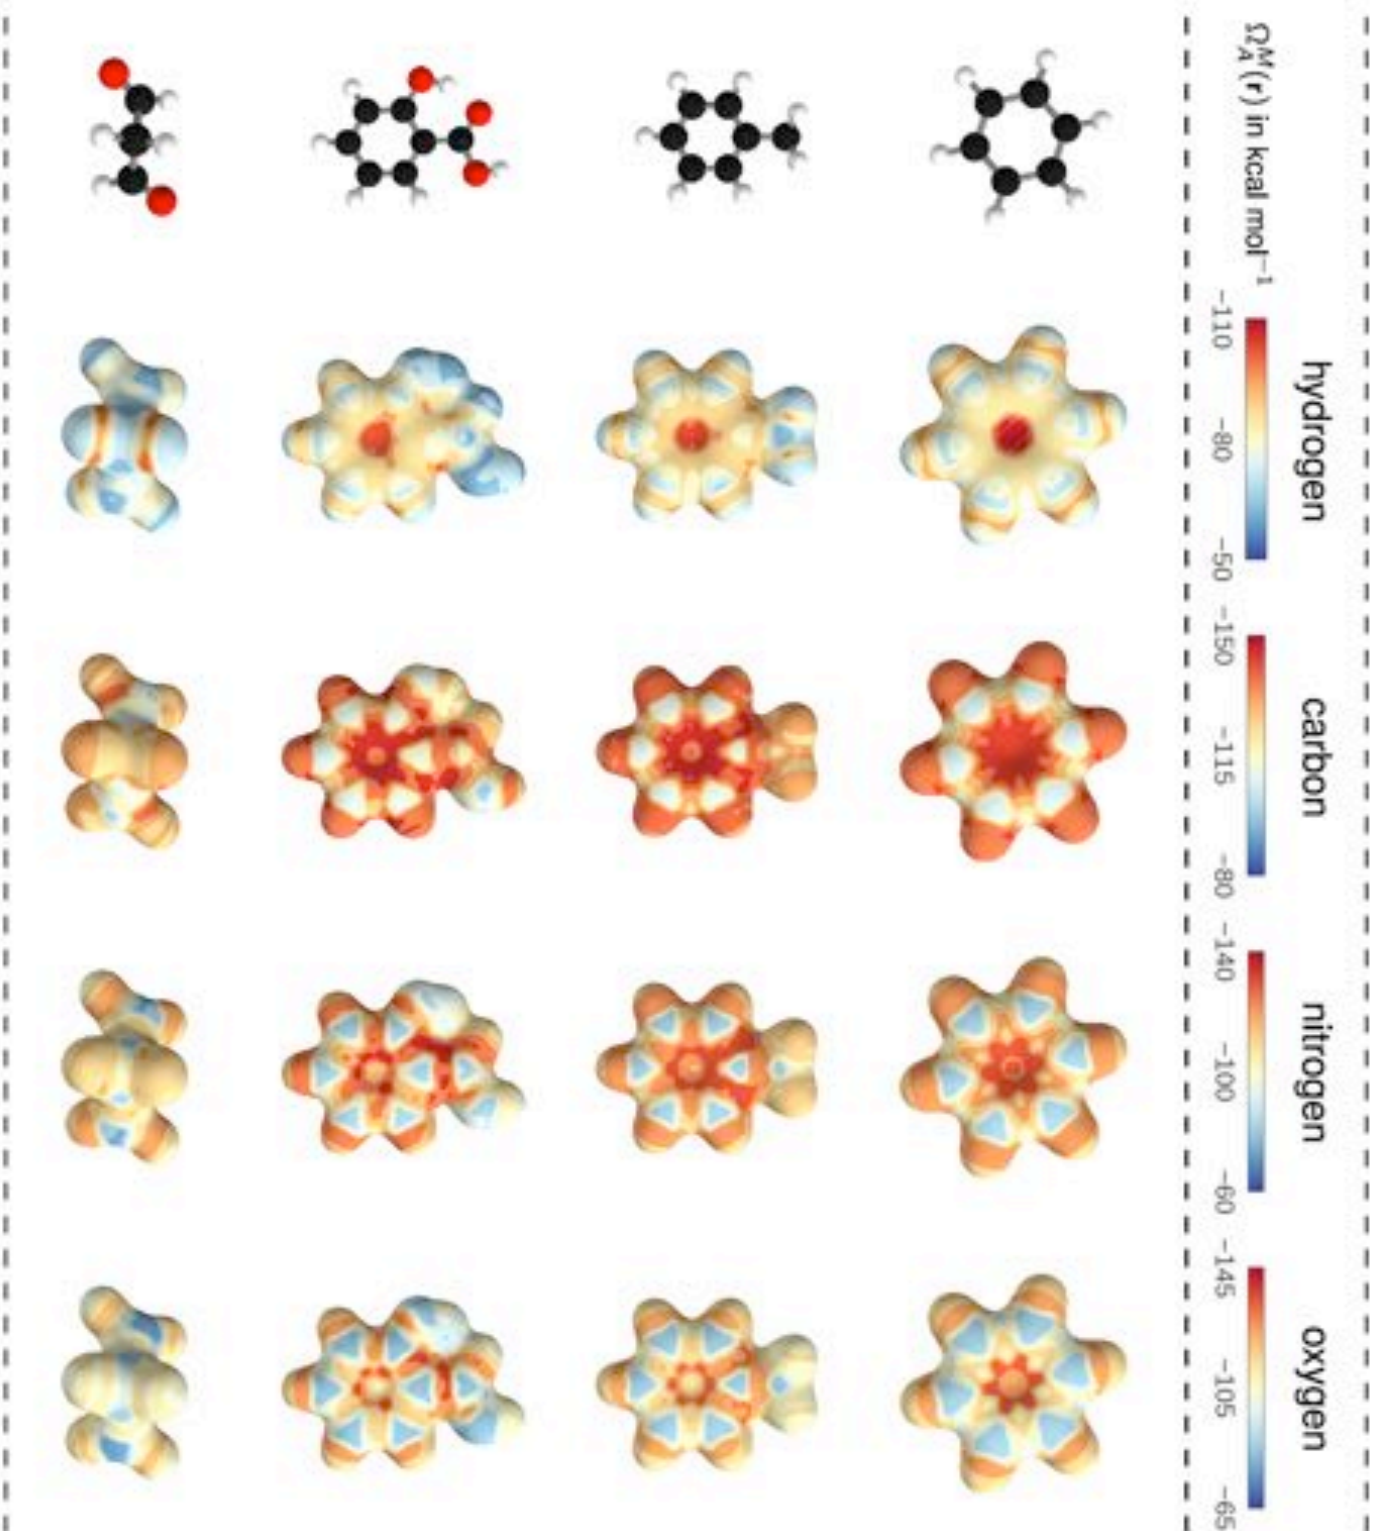 hydrogen
carbon
nitrogen
oxygen
Ω_A^M(r) in kcal mol⁻¹
−110 −80 −50
−150 −115 −80
−140 −100 −60
−145 −105 −65